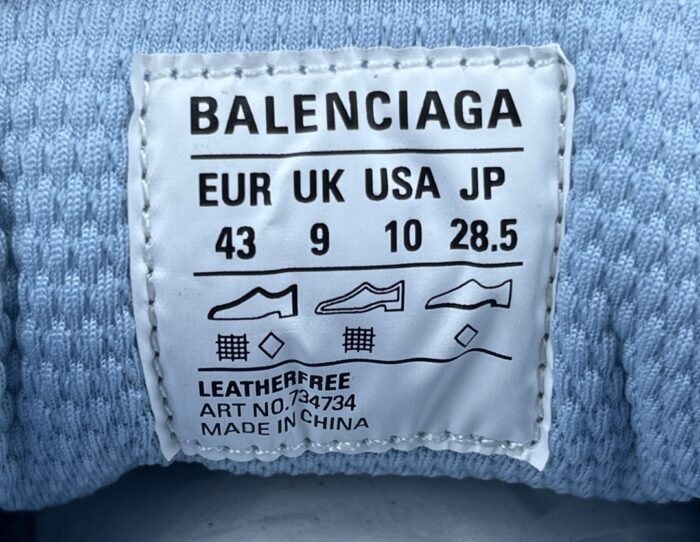 BALENCIAGA
EUR UK USA JP
43 9 10 28.5
LEATHERFREE
ART NO.734734
MADE IN CHINA